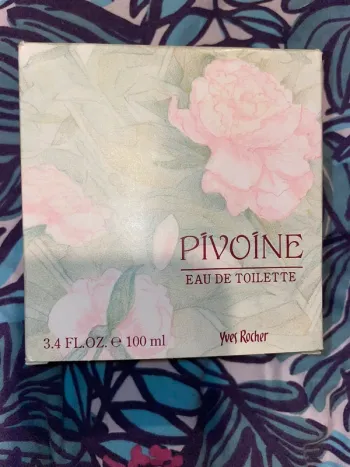 PIVOINE
EAU DE TOILETTE
3.4 FL.OZ. ℮ 100 ml
Yves Rocher